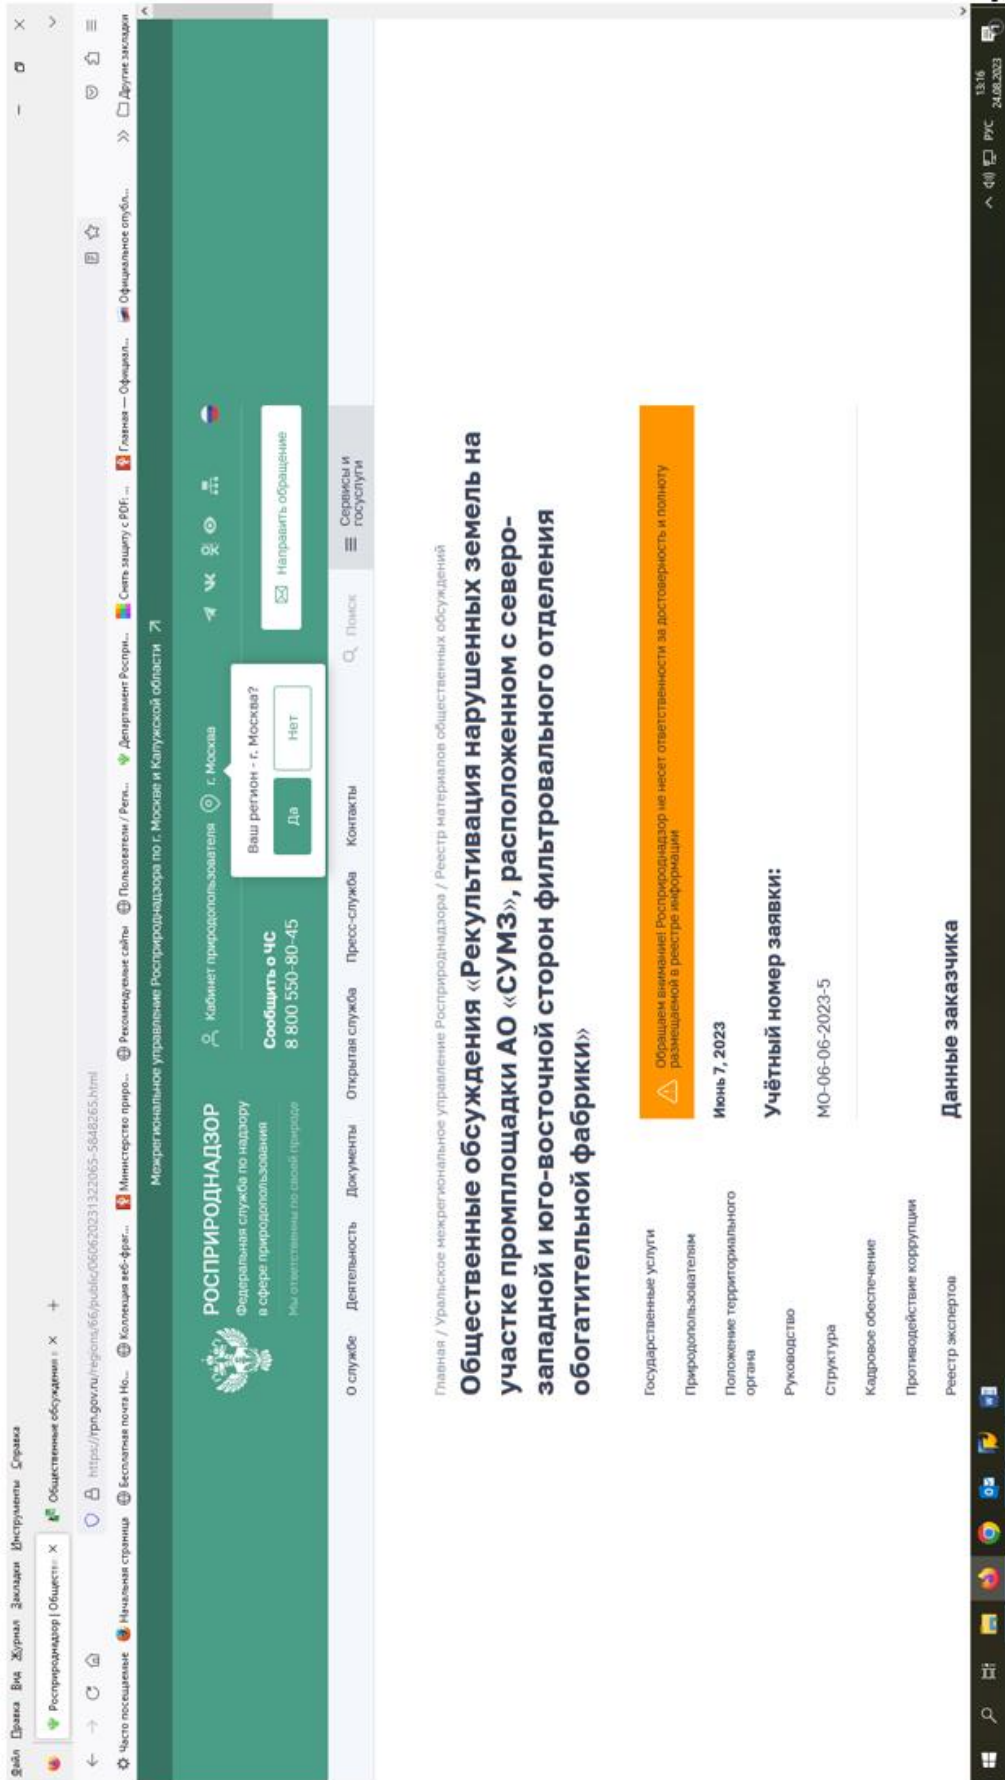 Файл Правка Вид Журнал Закладки Инструменты Справка
Росприроднадзор | Обществе
Общественные обсуждения
https://rpn.gov.ru/regions/66/public/06062023132 2065-5848265.html
Часто посещаемые
Начальная страница
Бесплатная почта Но...
Коллекция веб-фраг...
Министерство приро...
Рекомендуемые сайты
Пользователи / Реги...
Департамент Роспри...
Снять защиту с PDF: ...
Главная — Официал...
Официальное опубл...
Другие закладки
Межрегиональное управление Росприроднадзора по г. Москве и Калужской области
РОСПРИРОДНАДЗОР
Федеральная служба по надзору
в сфере природопользования
Мы ответственны по своей природе
Кабинет природопользователя
г. Москва
Сообщить о ЧС
8 800 550-80-45
Ваш регион - г. Москва?
Да
Нет
Направить обращение
О службе
Деятельность
Документы
Открытая служба
Пресс-служба
Контакты
Поиск
Сервисы и
госуслуги
Главная / Уральское межрегиональное управление Росприроднадзора / Реестр материалов общественных обсуждений
Общественные обсуждения «Рекультивация нарушенных земель на
участке промплощадки АО «СУМЗ», расположенном с северо-
западной и юго-восточной сторон фильтровального отделения
обогатительной фабрики»
Государственные услуги
Природопользователям
Положение территориального
органа
Руководство
Структура
Кадровое обеспечение
Противодействие коррупции
Реестр экспертов
Обращаем внимание! Росприроднадзор не несет ответственности за достоверность и полноту
размещаемой в реестре информации
Июнь 7, 2023
Учётный номер заявки:
МО-06-06-2023-5
Данные заказчика
РУС
13:16
24.08.2023
1